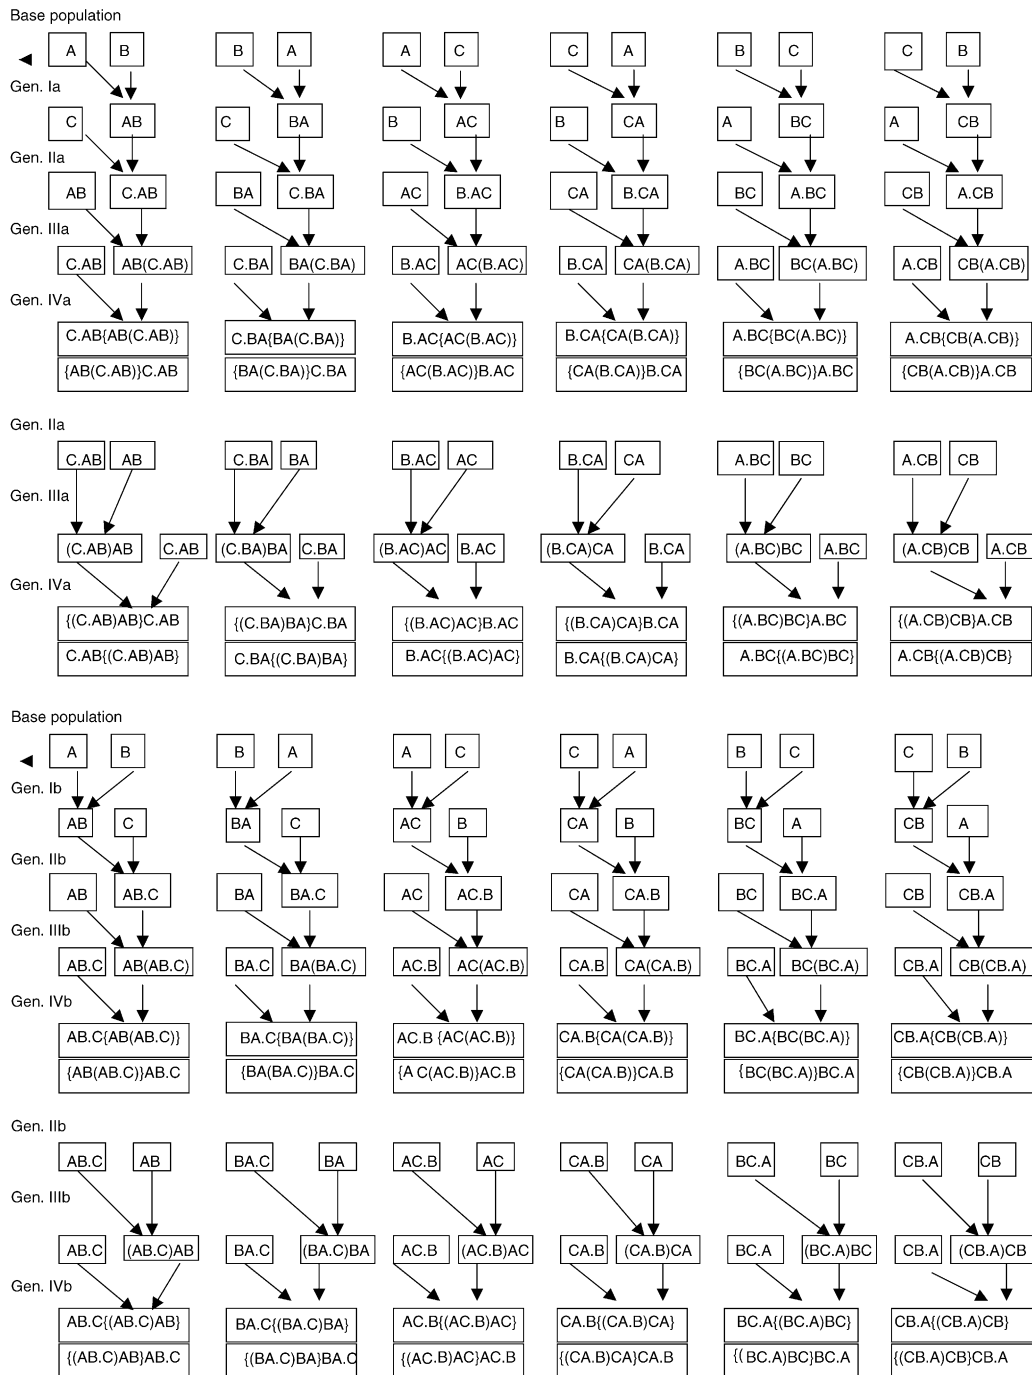 Base population
A B B A A C C A B C C B
Gen. Ia
C AB C BA B AC B CA A BC A CB
Gen. IIa
AB C.AB BA C.BA AC B.AC CA B.CA BC A.BC CB A.CB
Gen. IIIa
C.AB AB(C.AB) C.BA BA(C.BA) B.AC AC(B.AC) B.CA CA(B.CA) A.BC BC(A.BC) A.CB CB(A.CB)
Gen. IVa
C.AB{AB(C.AB)} C.BA{BA(C.BA)} B.AC{AC(B.AC)} B.CA{CA(B.CA)} A.BC{BC(A.BC)} A.CB{CB(A.CB)}
{AB(C.AB)}C.AB {BA(C.BA)}C.BA {AC(B.AC)}B.AC {CA(B.CA)}B.CA {BC(A.BC)}A.BC {CB(A.CB)}A.CB
Gen. IIa
C.AB AB C.BA BA B.AC AC B.CA CA A.BC BC A.CB CB
Gen. IIIa
(C.AB)AB C.AB (C.BA)BA C.BA (B.AC)AC B.AC (B.CA)CA B.CA (A.BC)BC A.BC (A.CB)CB A.CB
Gen. IVa
{(C.AB)AB}C.AB {(C.BA)BA}C.BA {(B.AC)AC}B.AC {(B.CA)CA}B.CA {(A.BC)BC}A.BC {(A.CB)CB}A.CB
C.AB{(C.AB)AB} C.BA{(C.BA)BA} B.AC{(B.AC)AC} B.CA{(B.CA)CA} A.BC{(A.BC)BC} A.CB{(A.CB)CB}
Base population
A B B A A C C A B C C B
Gen. Ib
AB C BA C AC B CA B BC A CB A
Gen. IIb
AB AB.C BA BA.C AC AC.B CA CA.B BC BC.A CB CB.A
Gen. IIIb
AB.C AB(AB.C) BA.C BA(BA.C) AC.B AC(AC.B) CA.B CA(CA.B) BC.A BC(BC.A) CB.A CB(CB.A)
Gen. IVb
AB.C{AB(AB.C)} BA.C{BA(BA.C)} AC.B {AC(AC.B)} CA.B{CA(CA.B)} BC.A{BC(BC.A)} CB.A{CB(CB.A)}
{AB(AB.C)}AB.C {BA(BA.C)}BA.C {A C(AC.B)}AC.B {CA(CA.B)}CA.B {BC(BC.A)}BC.A {CB(CB.A)}CB.A
Gen. IIb
AB.C AB BA.C BA AC.B AC CA.B CA BC.A BC CB.A CB
Gen. IIIb
AB.C (AB.C)AB BA.C (BA.C)BA AC.B (AC.B)AC CA.B (CA.B)CA BC.A (BC.A)BC CB.A (CB.A)CB
Gen. IVb
AB.C{(AB.C)AB} BA.C{(BA.C)BA} AC.B{(AC.B)AC} CA.B{(CA.B)CA} BC.A{(BC.A)BC} CB.A{(CB.A)CB}
{(AB.C)AB}AB.C {(BA.C)BA}BA.C {(AC.B)AC}AC.B {(CA.B)CA}CA.B {(BC.A)BC}BC.A {(CB.A)CB}CB.A